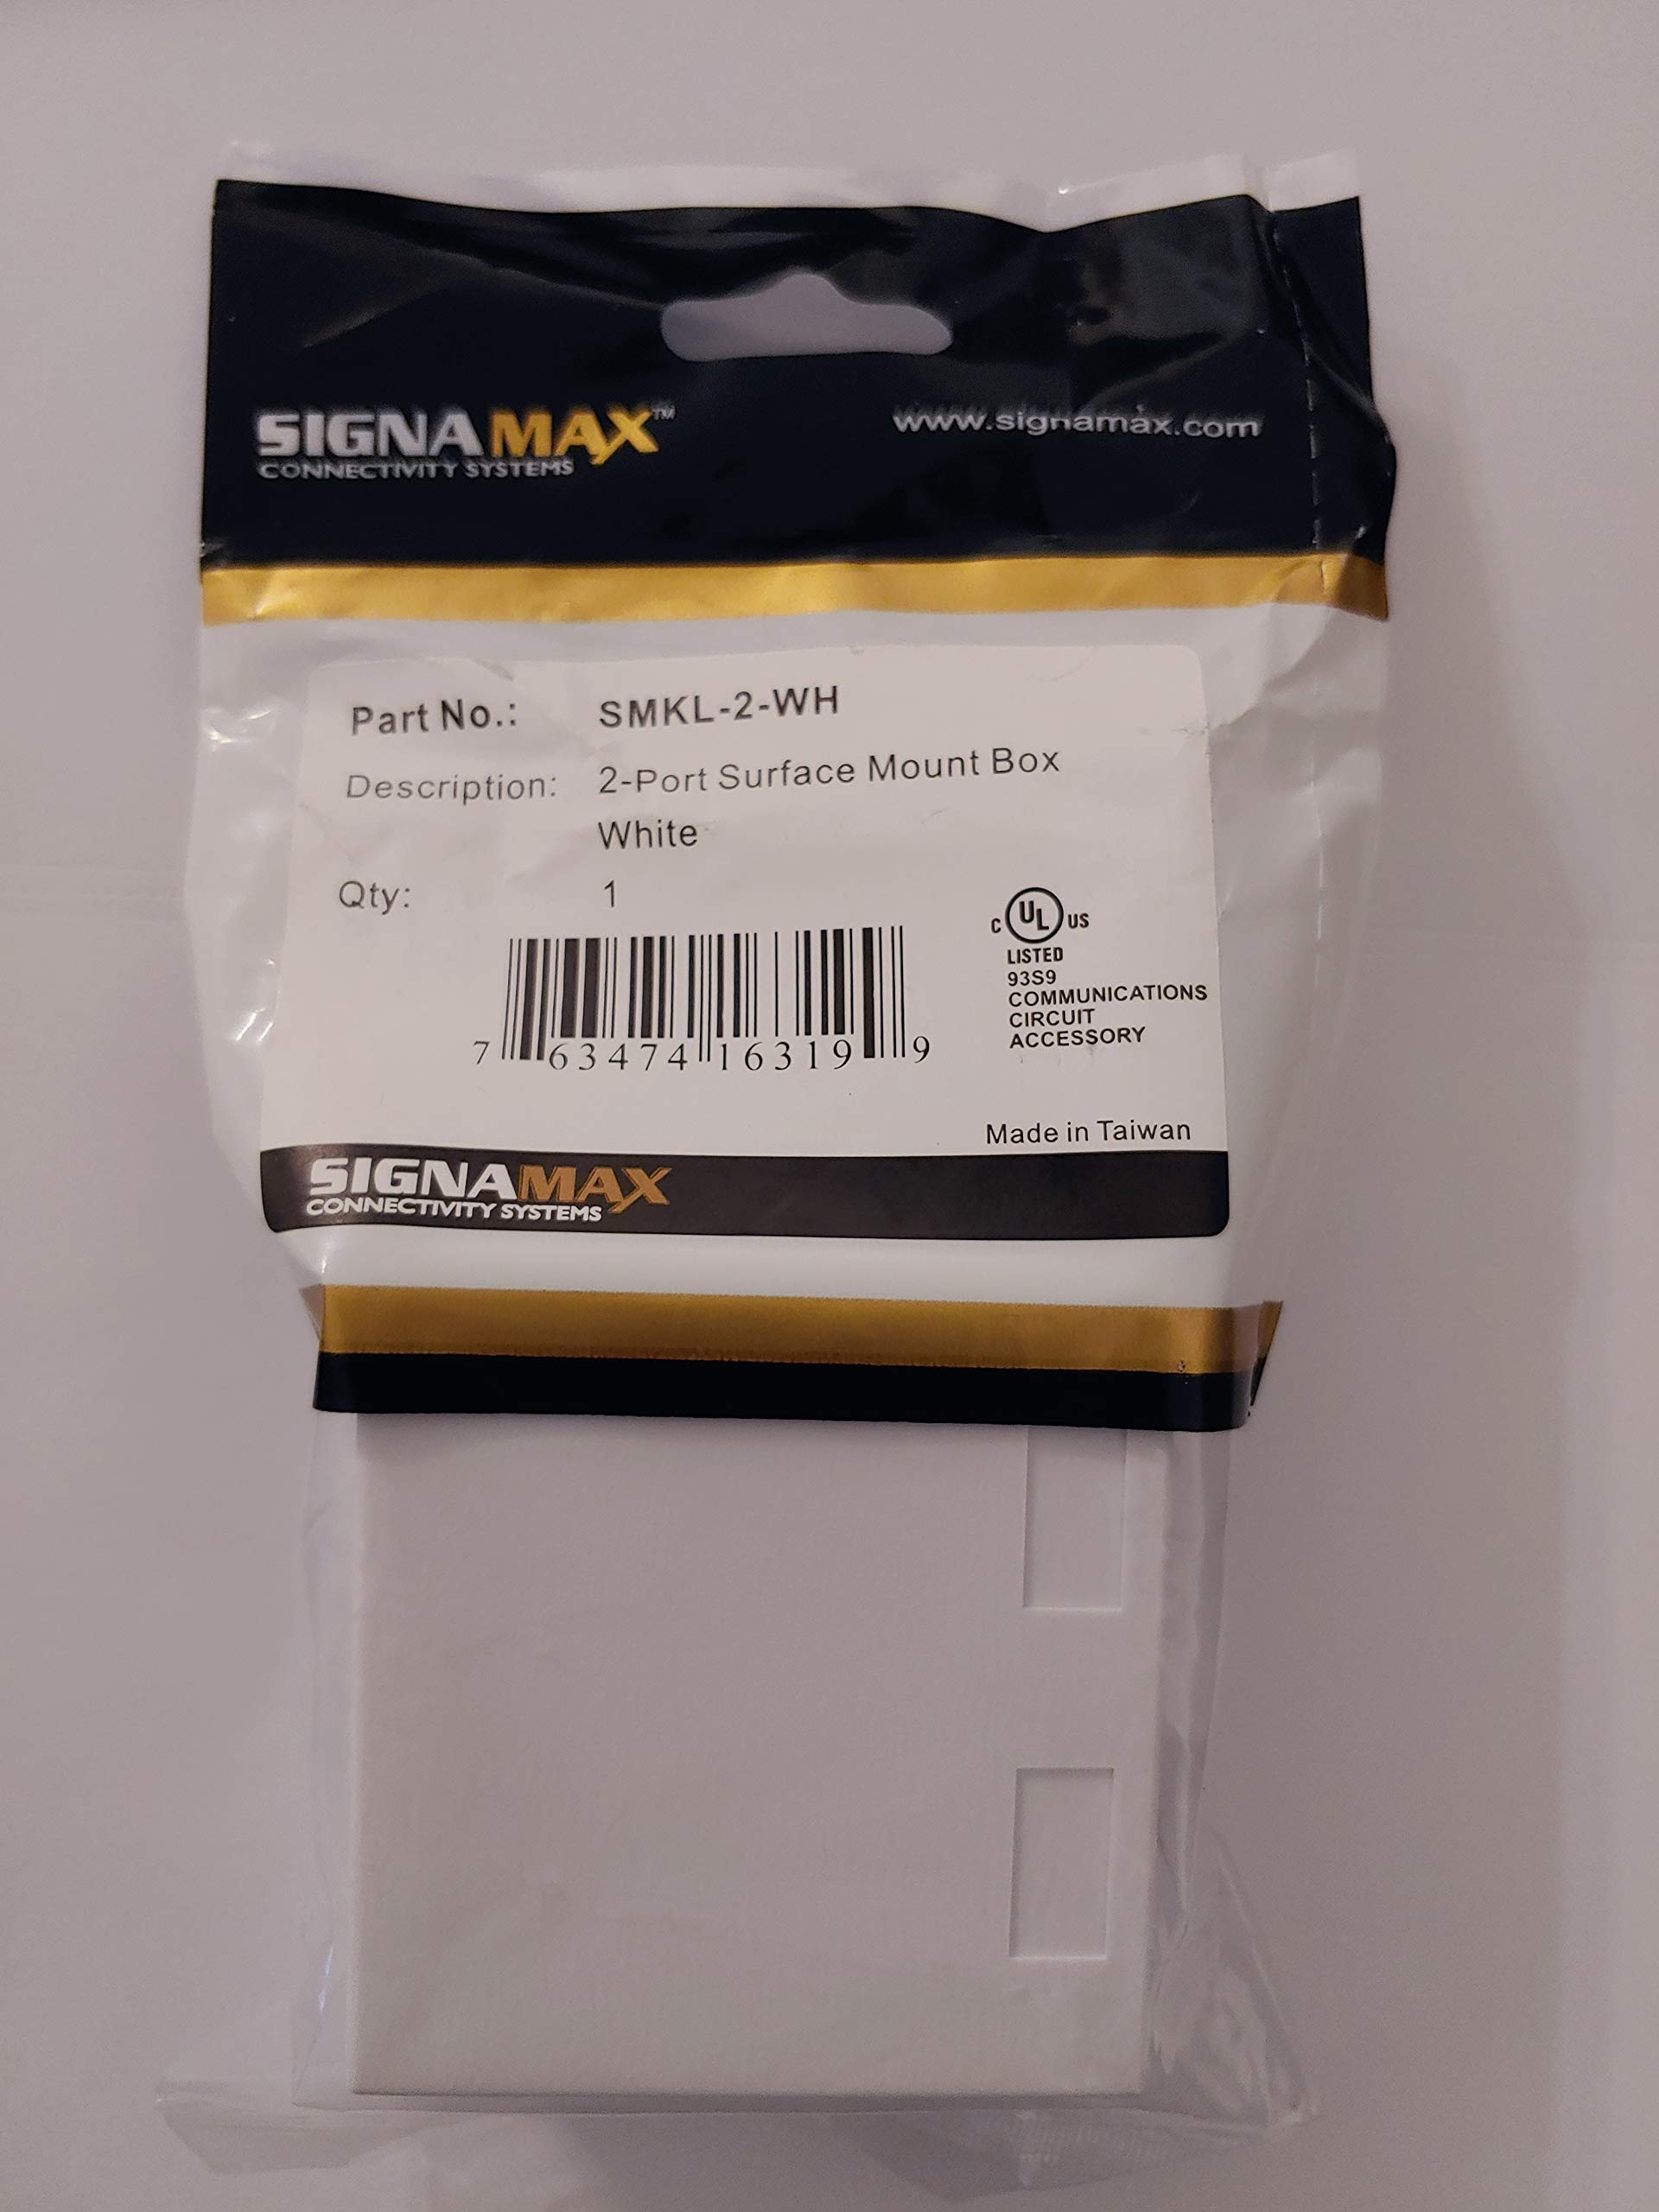 SIGNAMAX™
CONNECTIVITY SYSTEMS
www.signamax.com
Part No.: SMKL-2-WH
Description: 2-Port Surface Mount Box
White
Qty: 1
C UL US
LISTED
93S9
COMMUNICATIONS
CIRCUIT
ACCESSORY
7 63474 16319 9
Made in Taiwan
SIGNAMAX
CONNECTIVITY SYSTEMS